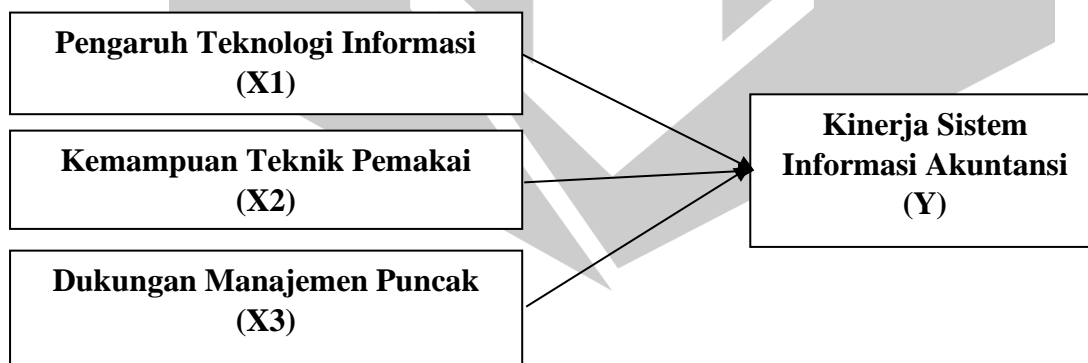 Pengaruh Teknologi Informasi
(X1)
Kemampuan Teknik Pemakai
(X2)
Dukungan Manajemen Puncak
(X3)
Kinerja Sistem
Informasi Akuntansi
(Y)